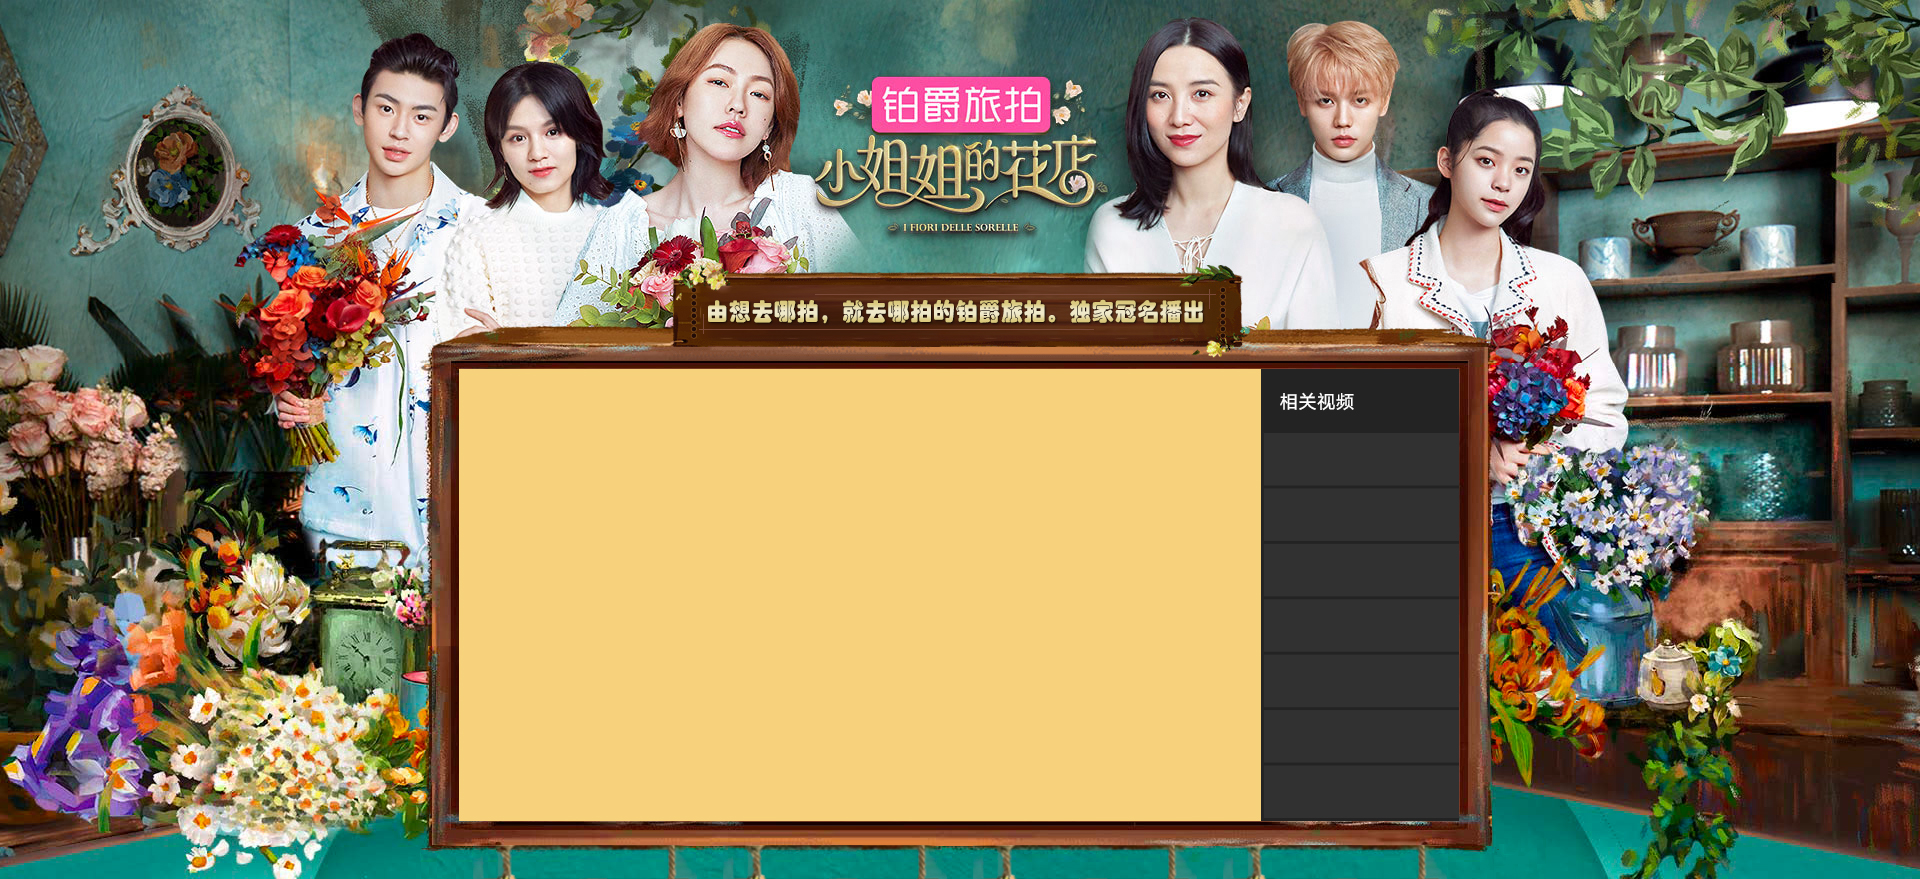 铂爵旅拍
小姐姐的花店
I FIORI DELLE SORELLE
由想去哪拍，就去哪拍的铂爵旅拍。独家冠名播出
相关视频